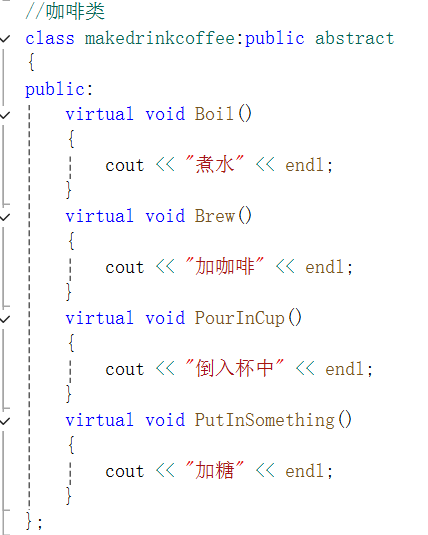 //咖啡类
class makedrinkcoffee:public abstract
{
public:
    virtual void Boil()
    {
        cout << "煮水" << endl;
    }
    virtual void Brew()
    {
        cout << "加咖啡" << endl;
    }
    virtual void PourInCup()
    {
        cout << "倒入杯中" << endl;
    }
    virtual void PutInSomething()
    {
        cout << "加糖" << endl;
    }
};